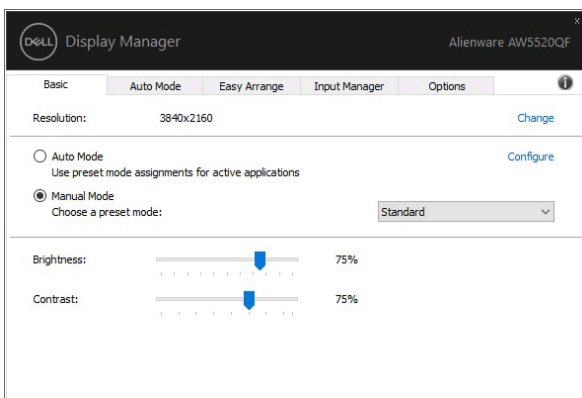 x
DELL Display Manager Alienware AW5520QF
Basic Auto Mode Easy Arrange Input Manager Options i
Resolution: 3840x2160 Change
Auto Mode Configure
Use preset mode assignments for active applications
Manual Mode
Choose a preset mode: Standard
Brightness: 75%
Contrast: 75%